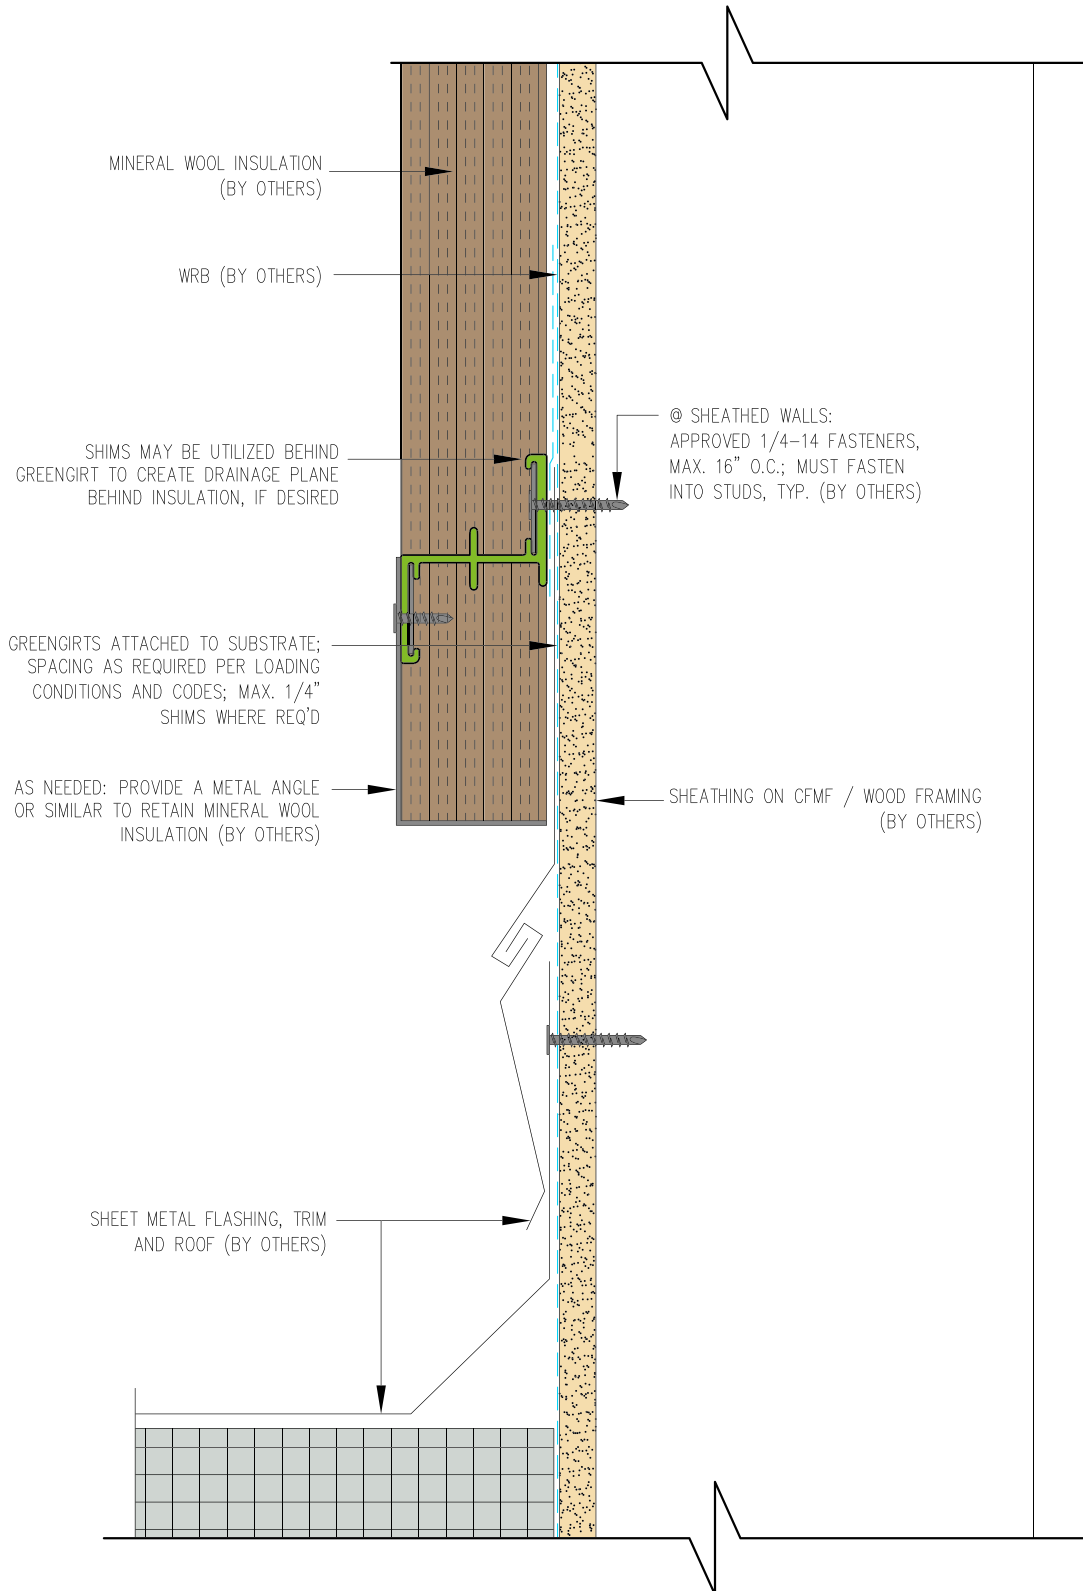 MINERAL WOOL INSULATION
(BY OTHERS)
WRB (BY OTHERS)
@ SHEATHED WALLS:
APPROVED 1/4-14 FASTENERS,
MAX. 16" O.C.; MUST FASTEN
INTO STUDS, TYP. (BY OTHERS)
SHIMS MAY BE UTILIZED BEHIND
GREENGIRT TO CREATE DRAINAGE PLANE
BEHIND INSULATION, IF DESIRED
GREENGIRTS ATTACHED TO SUBSTRATE;
SPACING AS REQUIRED PER LOADING
CONDITIONS AND CODES; MAX. 1/4"
SHIMS WHERE REQ'D
AS NEEDED: PROVIDE A METAL ANGLE
OR SIMILAR TO RETAIN MINERAL WOOL
INSULATION (BY OTHERS)
SHEATHING ON CFMF / WOOD FRAMING
(BY OTHERS)
SHEET METAL FLASHING, TRIM
AND ROOF (BY OTHERS)